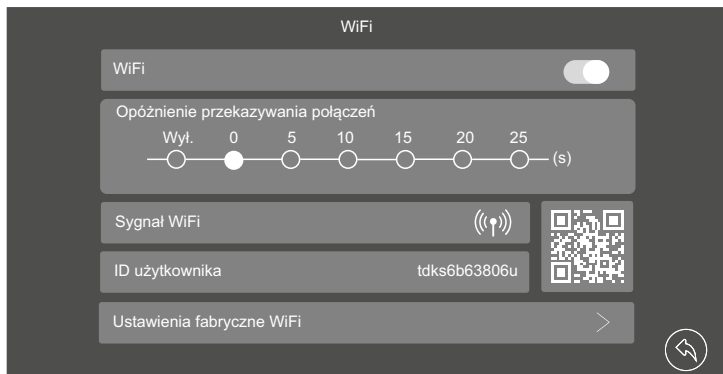 WiFi
WiFi
Opóźnienie przekazywania połączeń
Wył. 0 5 10 15 20 25
(s)
Sygnał WiFi
ID użytkownika tdks6b63806u
Ustawienia fabryczne WiFi